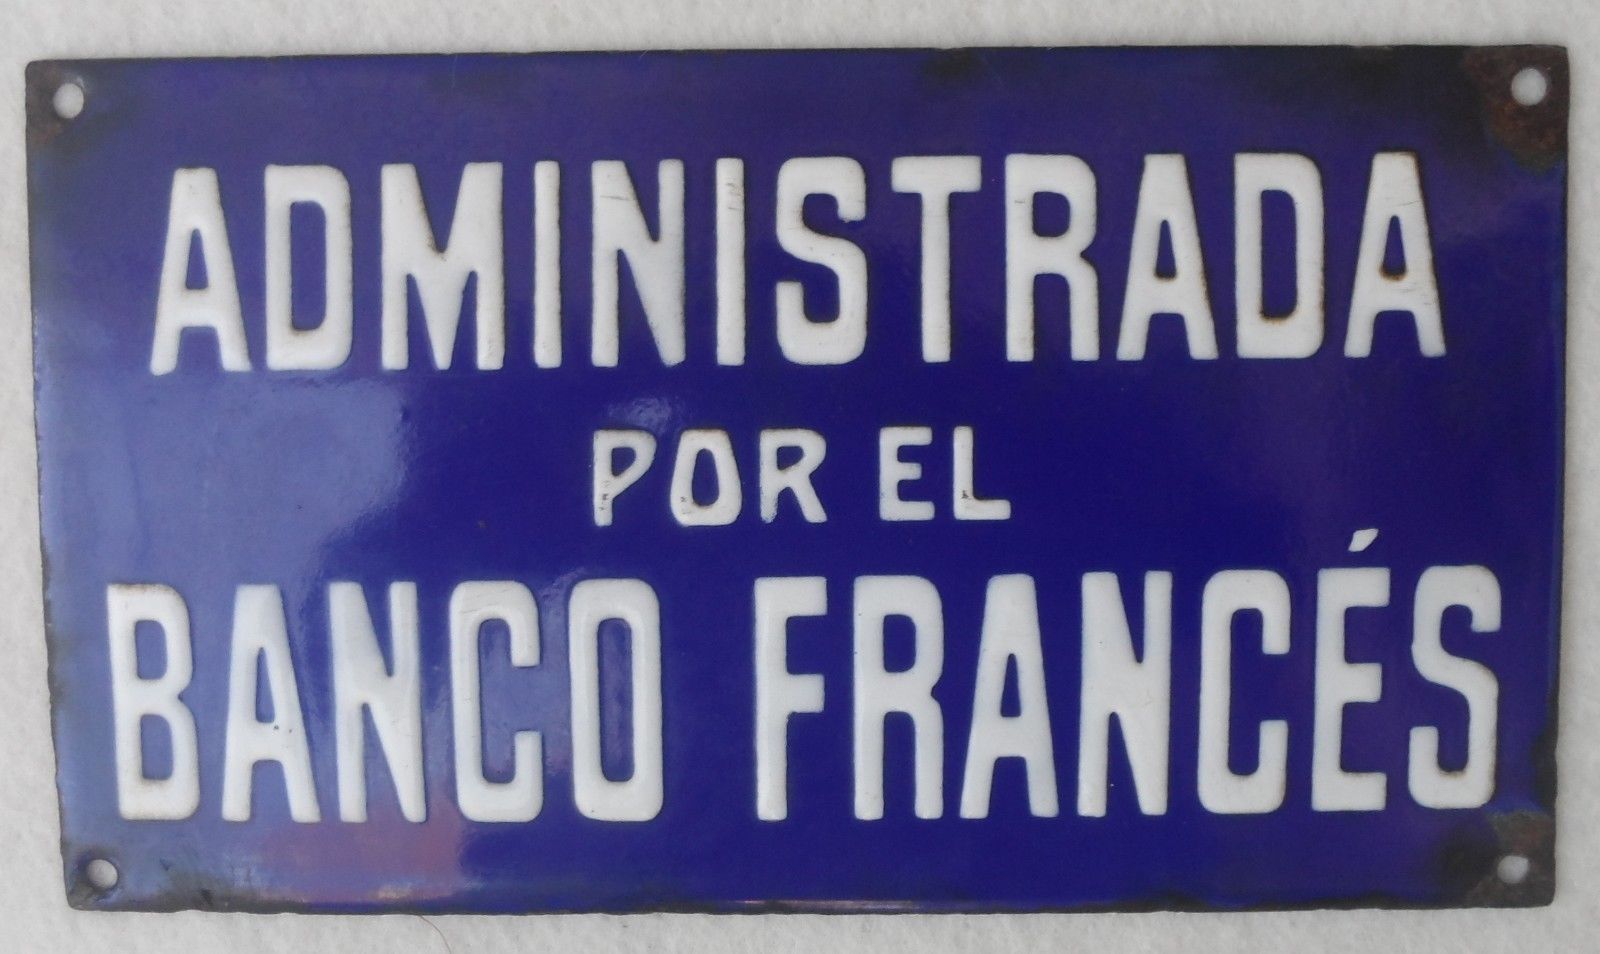 ADMINISTRADA
POR EL
BANCO FRANCÉS